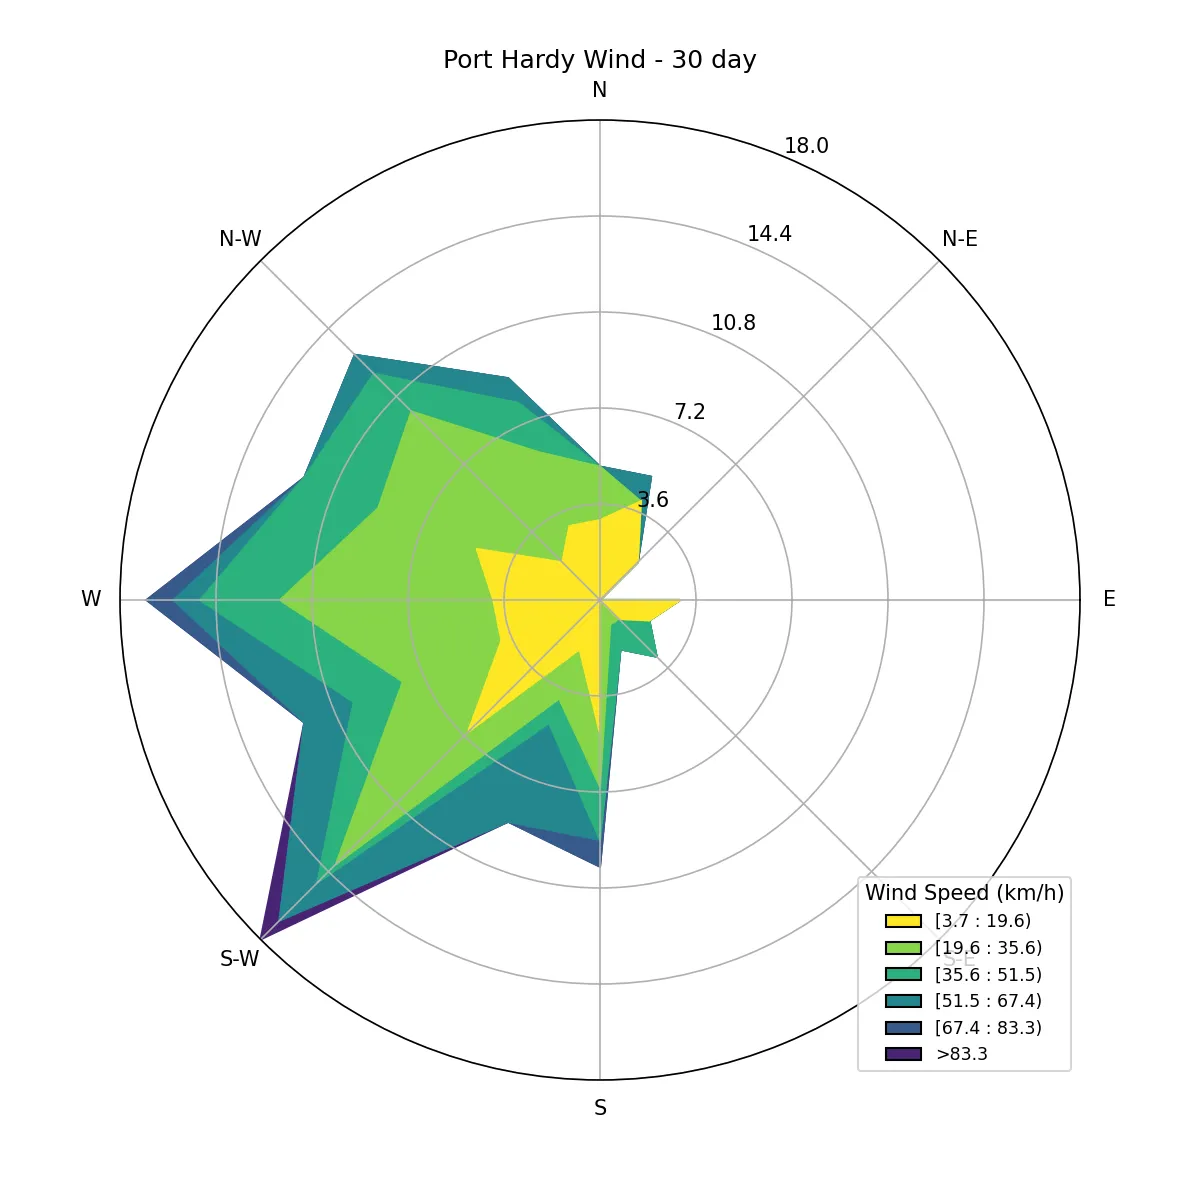 Port Hardy Wind - 30 day
N
18.0
14.4
N-W
N-E
10.8
7.2
3.6
W
E
S-W
S-E
S
Wind Speed (km/h)
[3.7 : 19.6)
[19.6 : 35.6)
[35.6 : 51.5)
[51.5 : 67.4)
[67.4 : 83.3)
>83.3